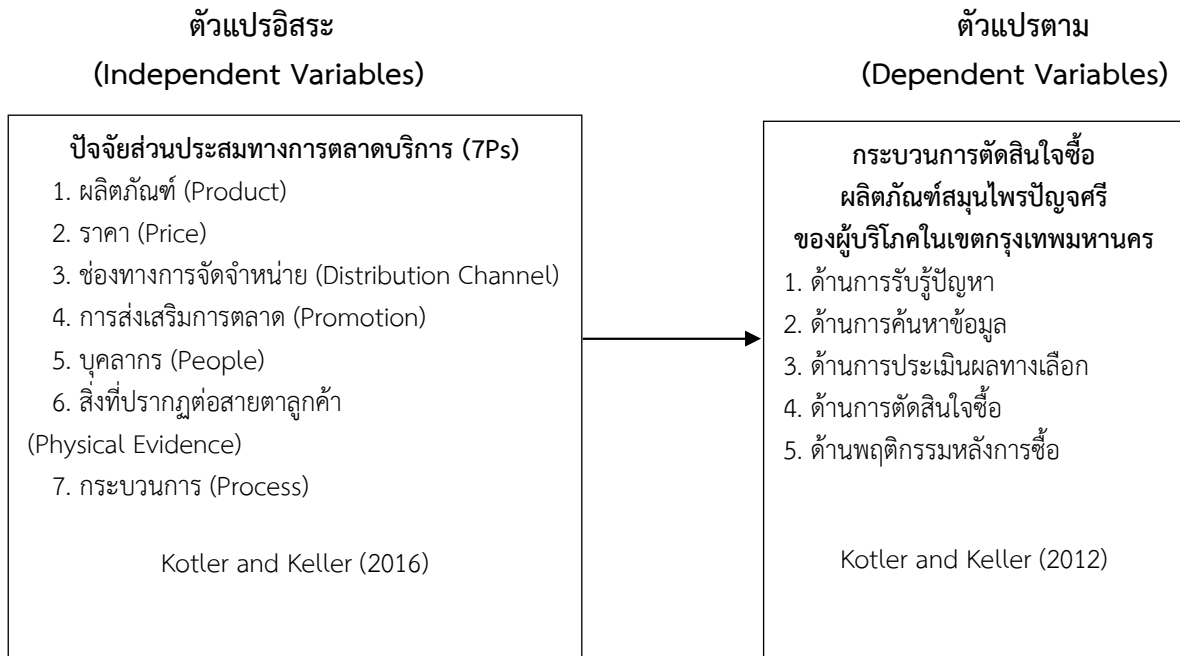 ตัวแปรอิสระ
(Independent Variables)
ปัจจัยส่วนประสมทางการตลาดบริการ (7Ps)
1. ผลิตภัณฑ์ (Product)
2. ราคา (Price)
3. ช่องทางการจัดจำหน่าย (Distribution Channel)
4. การส่งเสริมการตลาด (Promotion)
5. บุคลากร (People)
6. สิ่งที่ปรากฏต่อสายตาลูกค้า
(Physical Evidence)
7. กระบวนการ (Process)
Kotler and Keller (2016)
ตัวแปรตาม
(Dependent Variables)
กระบวนการตัดสินใจซื้อ
ผลิตภัณฑ์สมุนไพรปัญจศรี
ของผู้บริโภคในเขตกรุงเทพมหานคร
1. ด้านการรับรู้ปัญหา
2. ด้านการค้นหาข้อมูล
3. ด้านการประเมินผลทางเลือก
4. ด้านการตัดสินใจซื้อ
5. ด้านพฤติกรรมหลังการซื้อ
Kotler and Keller (2012)